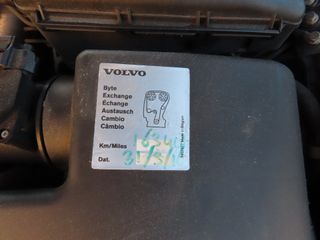 VOLVO
Byte
Exchange
Échange
Austausch
Cambio
Câmbio
Km/Miles
Dat.